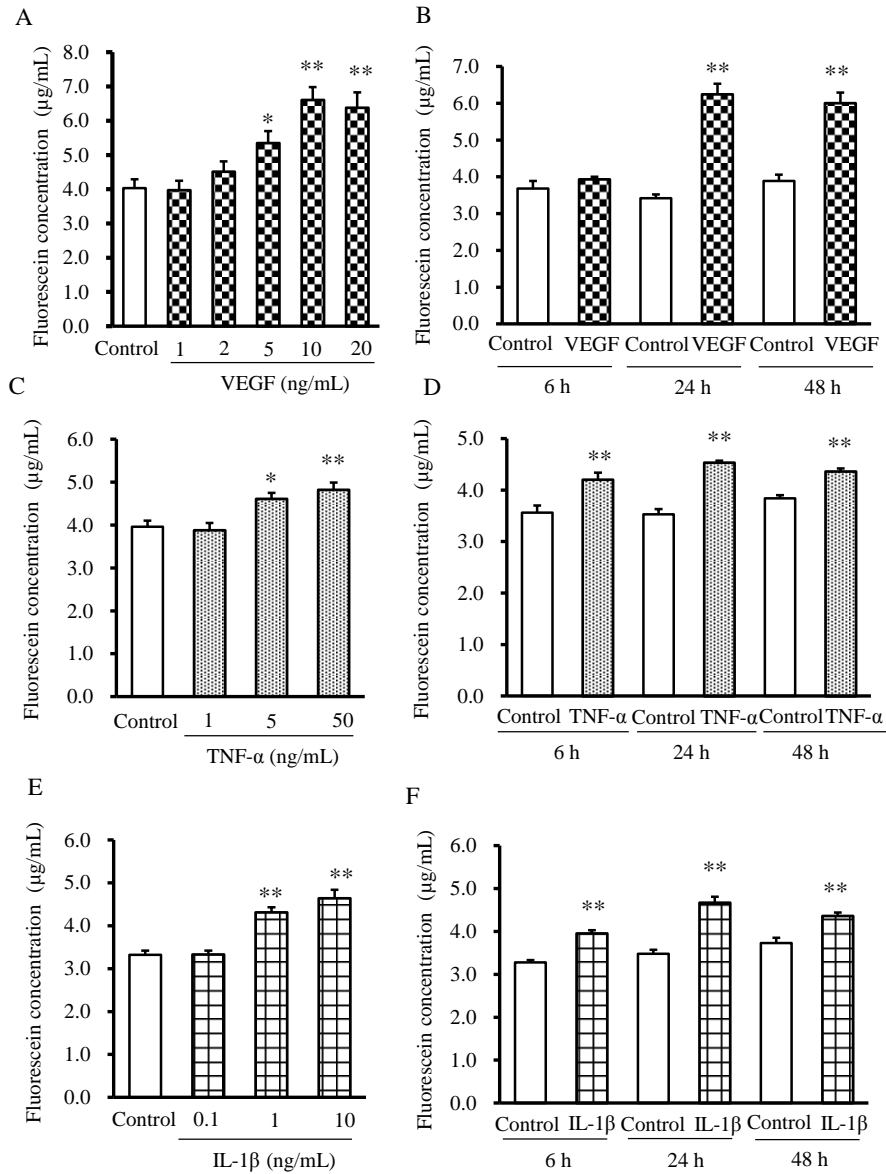 A
Fluorescein concentration (µg/mL)
8.0
7.0
6.0
5.0
4.0
3.0
2.0
1.0
0.0
*
**
**
Control
1
2
5
10
20
VEGF (ng/mL)
B
Fluorescein concentration (µg/mL)
7.0
6.0
5.0
4.0
3.0
2.0
1.0
0.0
**
**
Control VEGF Control VEGF Control VEGF
6 h
24 h
48 h
C
Fluorescein concentration (µg/mL)
6.0
5.0
4.0
3.0
2.0
1.0
0.0
*
**
Control
1
5
50
TNF-α (ng/mL)
D
Fluorescein concentration (µg/mL)
5.0
4.0
3.0
2.0
1.0
0.0
**
**
**
Control TNF-α Control TNF-α Control TNF-α
6 h
24 h
48 h
E
Fluorescein concentration (µg/mL)
6.0
5.0
4.0
3.0
2.0
1.0
0.0
**
**
Control
0.1
1
10
IL-1β (ng/mL)
F
Fluorescein concentration (µg/mL)
6.0
5.0
4.0
3.0
2.0
1.0
0.0
**
**
**
Control IL-1β Control IL-1β Control IL-1β
6 h
24 h
48 h